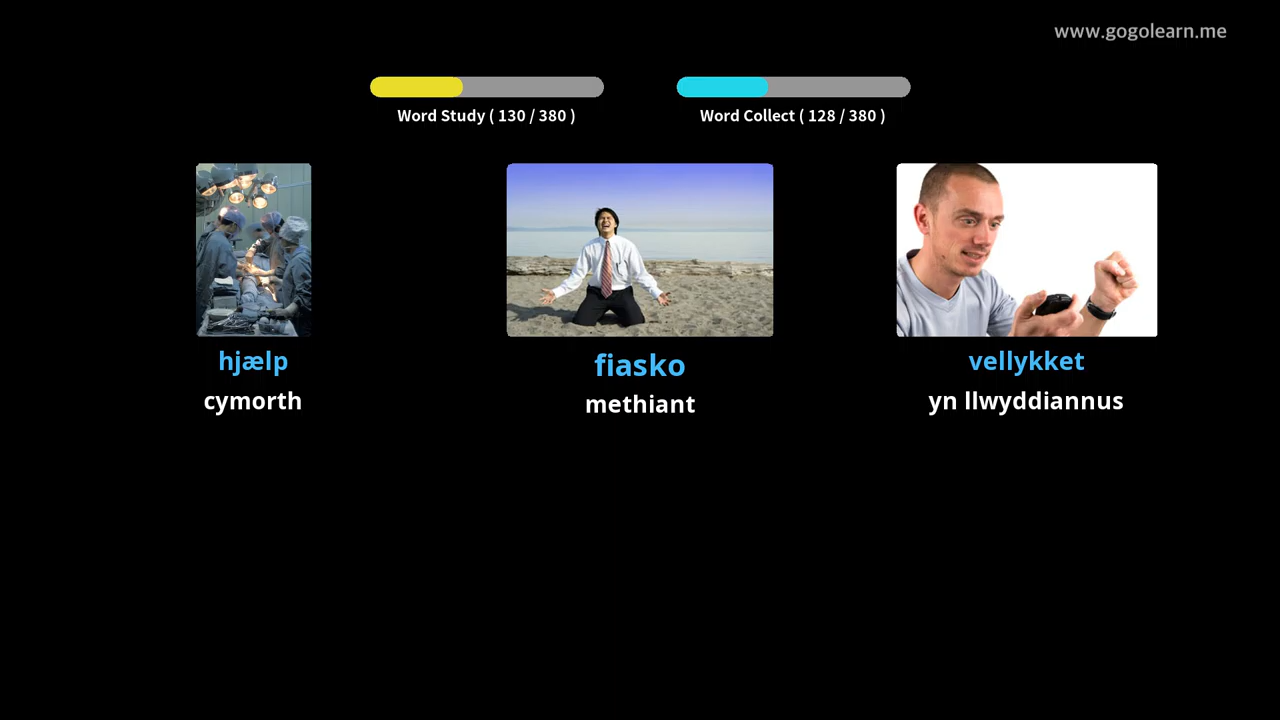 www.gogolearn.me
Word Study ( 130 / 380 )
Word Collect ( 128 / 380 )
hjælp
fiasko
vellykket
cymorth
methiant
yn llwyddiannus